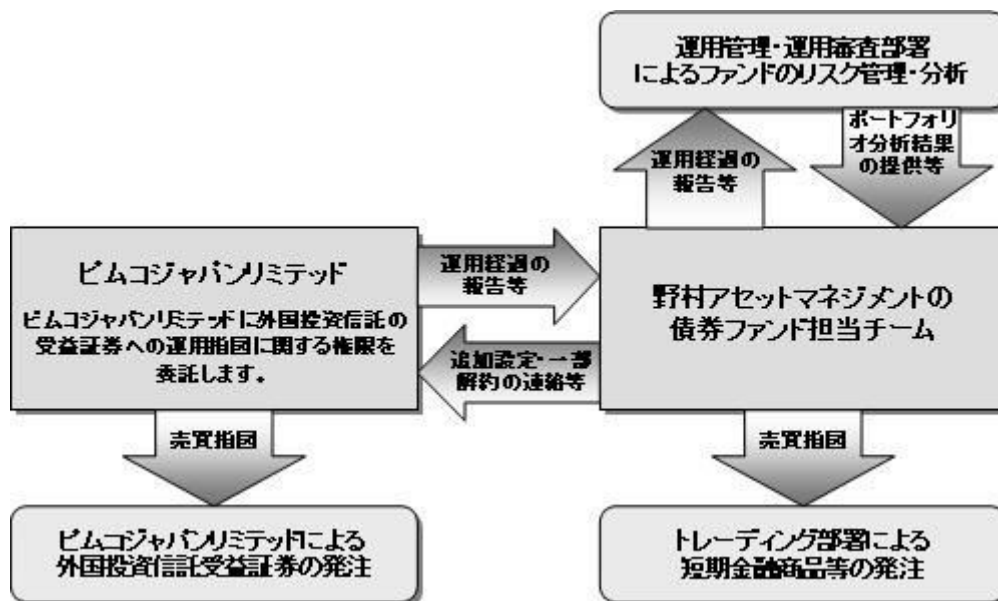 運用管理・運用審査部署
によるファンドのリスク管理・分析
運用経過の
報告等
ポートフォリ
オ分析結果
の提供等
ピムコジャパンリミテッド
ピムコジャパンリミテッドに外国投資信託の
受益証券への運用指図に関する権限を
委託します。
運用経過の
報告等
追加設定・一部
解約の連絡等
野村アセットマネジメントの
債券ファンド担当チーム
売買指図
売買指図
ピムコジャパンリミテッドによる
外国投資信託受益証券の発注
トレーディング部署による
短期金融商品等の発注